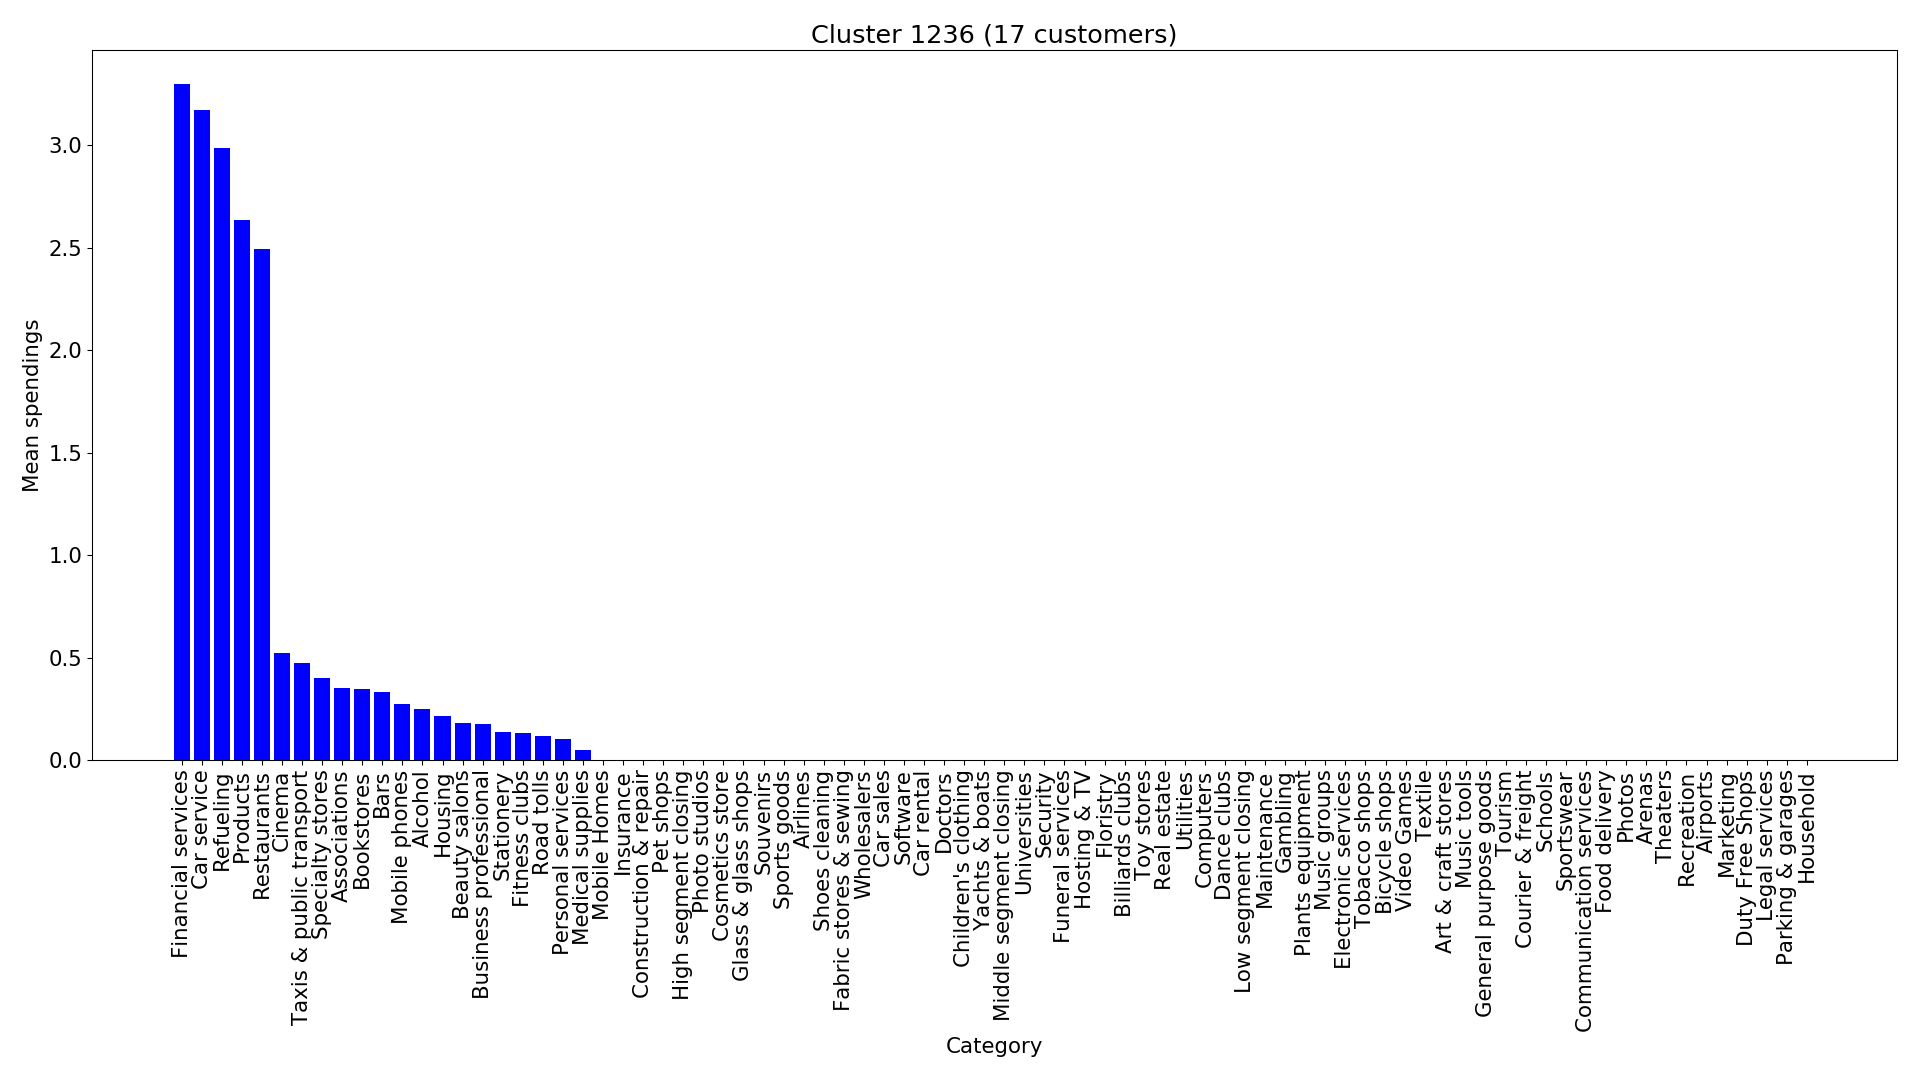 Cluster 1236 (17 customers)
Mean spendings
3.0
2.5
2.0
1.5
1.0
0.5
0.0
Financial services
Car service
Refueling
Products
Restaurants
Cinema
Taxis & public transport
Specialty stores
Associations
Bookstores
Bars
Mobile phones
Alcohol
Housing
Beauty salons
Business professional
Stationery
Fitness clubs
Road tolls
Personal services
Medical supplies
Mobile Homes
Insurance
Construction & repair
Pet shops
High segment closing
Photo studios
Cosmetics store
Glass & glass shops
Souvenirs
Sports goods
Airlines
Shoes cleaning
Fabric stores & sewing
Wholesalers
Car sales
Software
Car rental
Doctors
Children's clothing
Yachts & boats
Middle segment closing
Universities
Security
Funeral services
Hosting & TV
Floristry
Billiards clubs
Toy stores
Real estate
Utilities
Computers
Dance clubs
Low segment closing
Maintenance
Gambling
Plants equipment
Music groups
Electronic services
Tobacco shops
Bicycle shops
Video Games
Textile
Art & craft stores
Music tools
General purpose goods
Tourism
Courier & freight
Schools
Sportswear
Communication services
Food delivery
Photos
Arenas
Theaters
Recreation
Airports
Marketing
Duty Free Shops
Legal services
Parking & garages
Household
Category